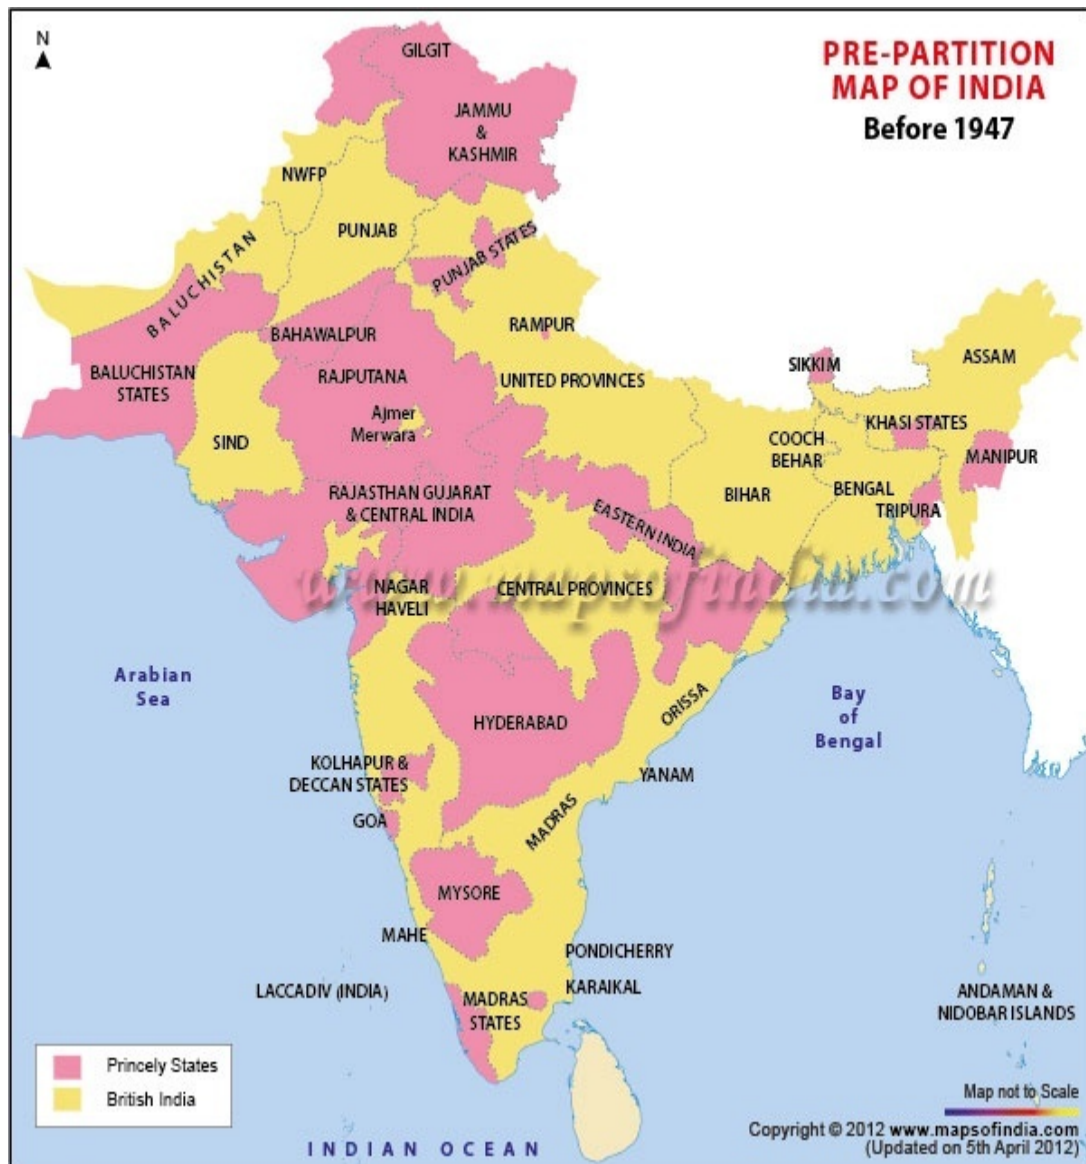 N
PRE-PARTITION
MAP OF INDIA
Before 1947
GILGIT
JAMMU
&
KASHMIR
NWFP
PUNJAB
BALUCHISTAN
PUNJAB STATES
BAHAWALPUR
RAMPUR
BALUCHISTAN
STATES
RAJPUTANA
UNITED PROVINCES
SIKKIM
ASSAM
Ajmer
Merwara
SIND
KHASI STATES
COOCH
BEHAR
MANIPUR
RAJASTHAN GUJARAT
& CENTRAL INDIA
EASTERN INDIA
BIHAR
BENGAL
TRIPURA
www.mapsofindia.com
NAGAR
HAVELI
CENTRAL PROVINCES
Arabian
Sea
HYDERABAD
ORISSA
Bay
of
Bengal
KOLHAPUR &
DECCAN STATES
YANAM
GOA
MADRAS
MYSORE
MAHE
PONDICHERRY
LACCADIV (INDIA)
MADRAS
STATES
KARAIKAL
ANDAMAN &
NIDOBAR ISLANDS
Princely States
British India
Map not to Scale
Copyright © 2012 www.mapsofindia.com
(Updated on 5th April 2012)
INDIAN OCEAN